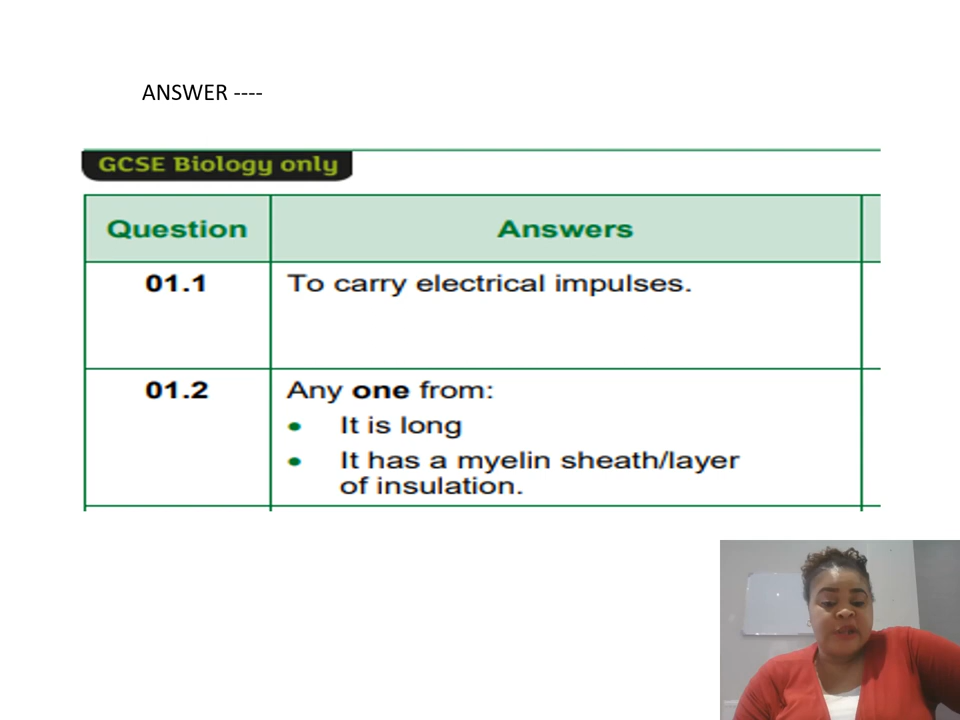 ANSWER ----
GCSE Biology only
Question Answers
01.1 To carry electrical impulses.
01.2 Any one from:
• It is long
• It has a myelin sheath/layer
of insulation.